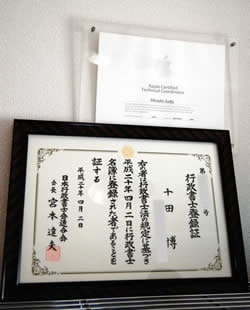 Apple Certified
Technical Coordinator
行政書士登録証
第
号
十田 博
右の者は行政書士法の規定に基づき
平成二十年四月二日に行政書士
名簿に登録された者であることを
証する
平成二十年 四月 二日
日本行政書士会連合会
会長 宮本達夫